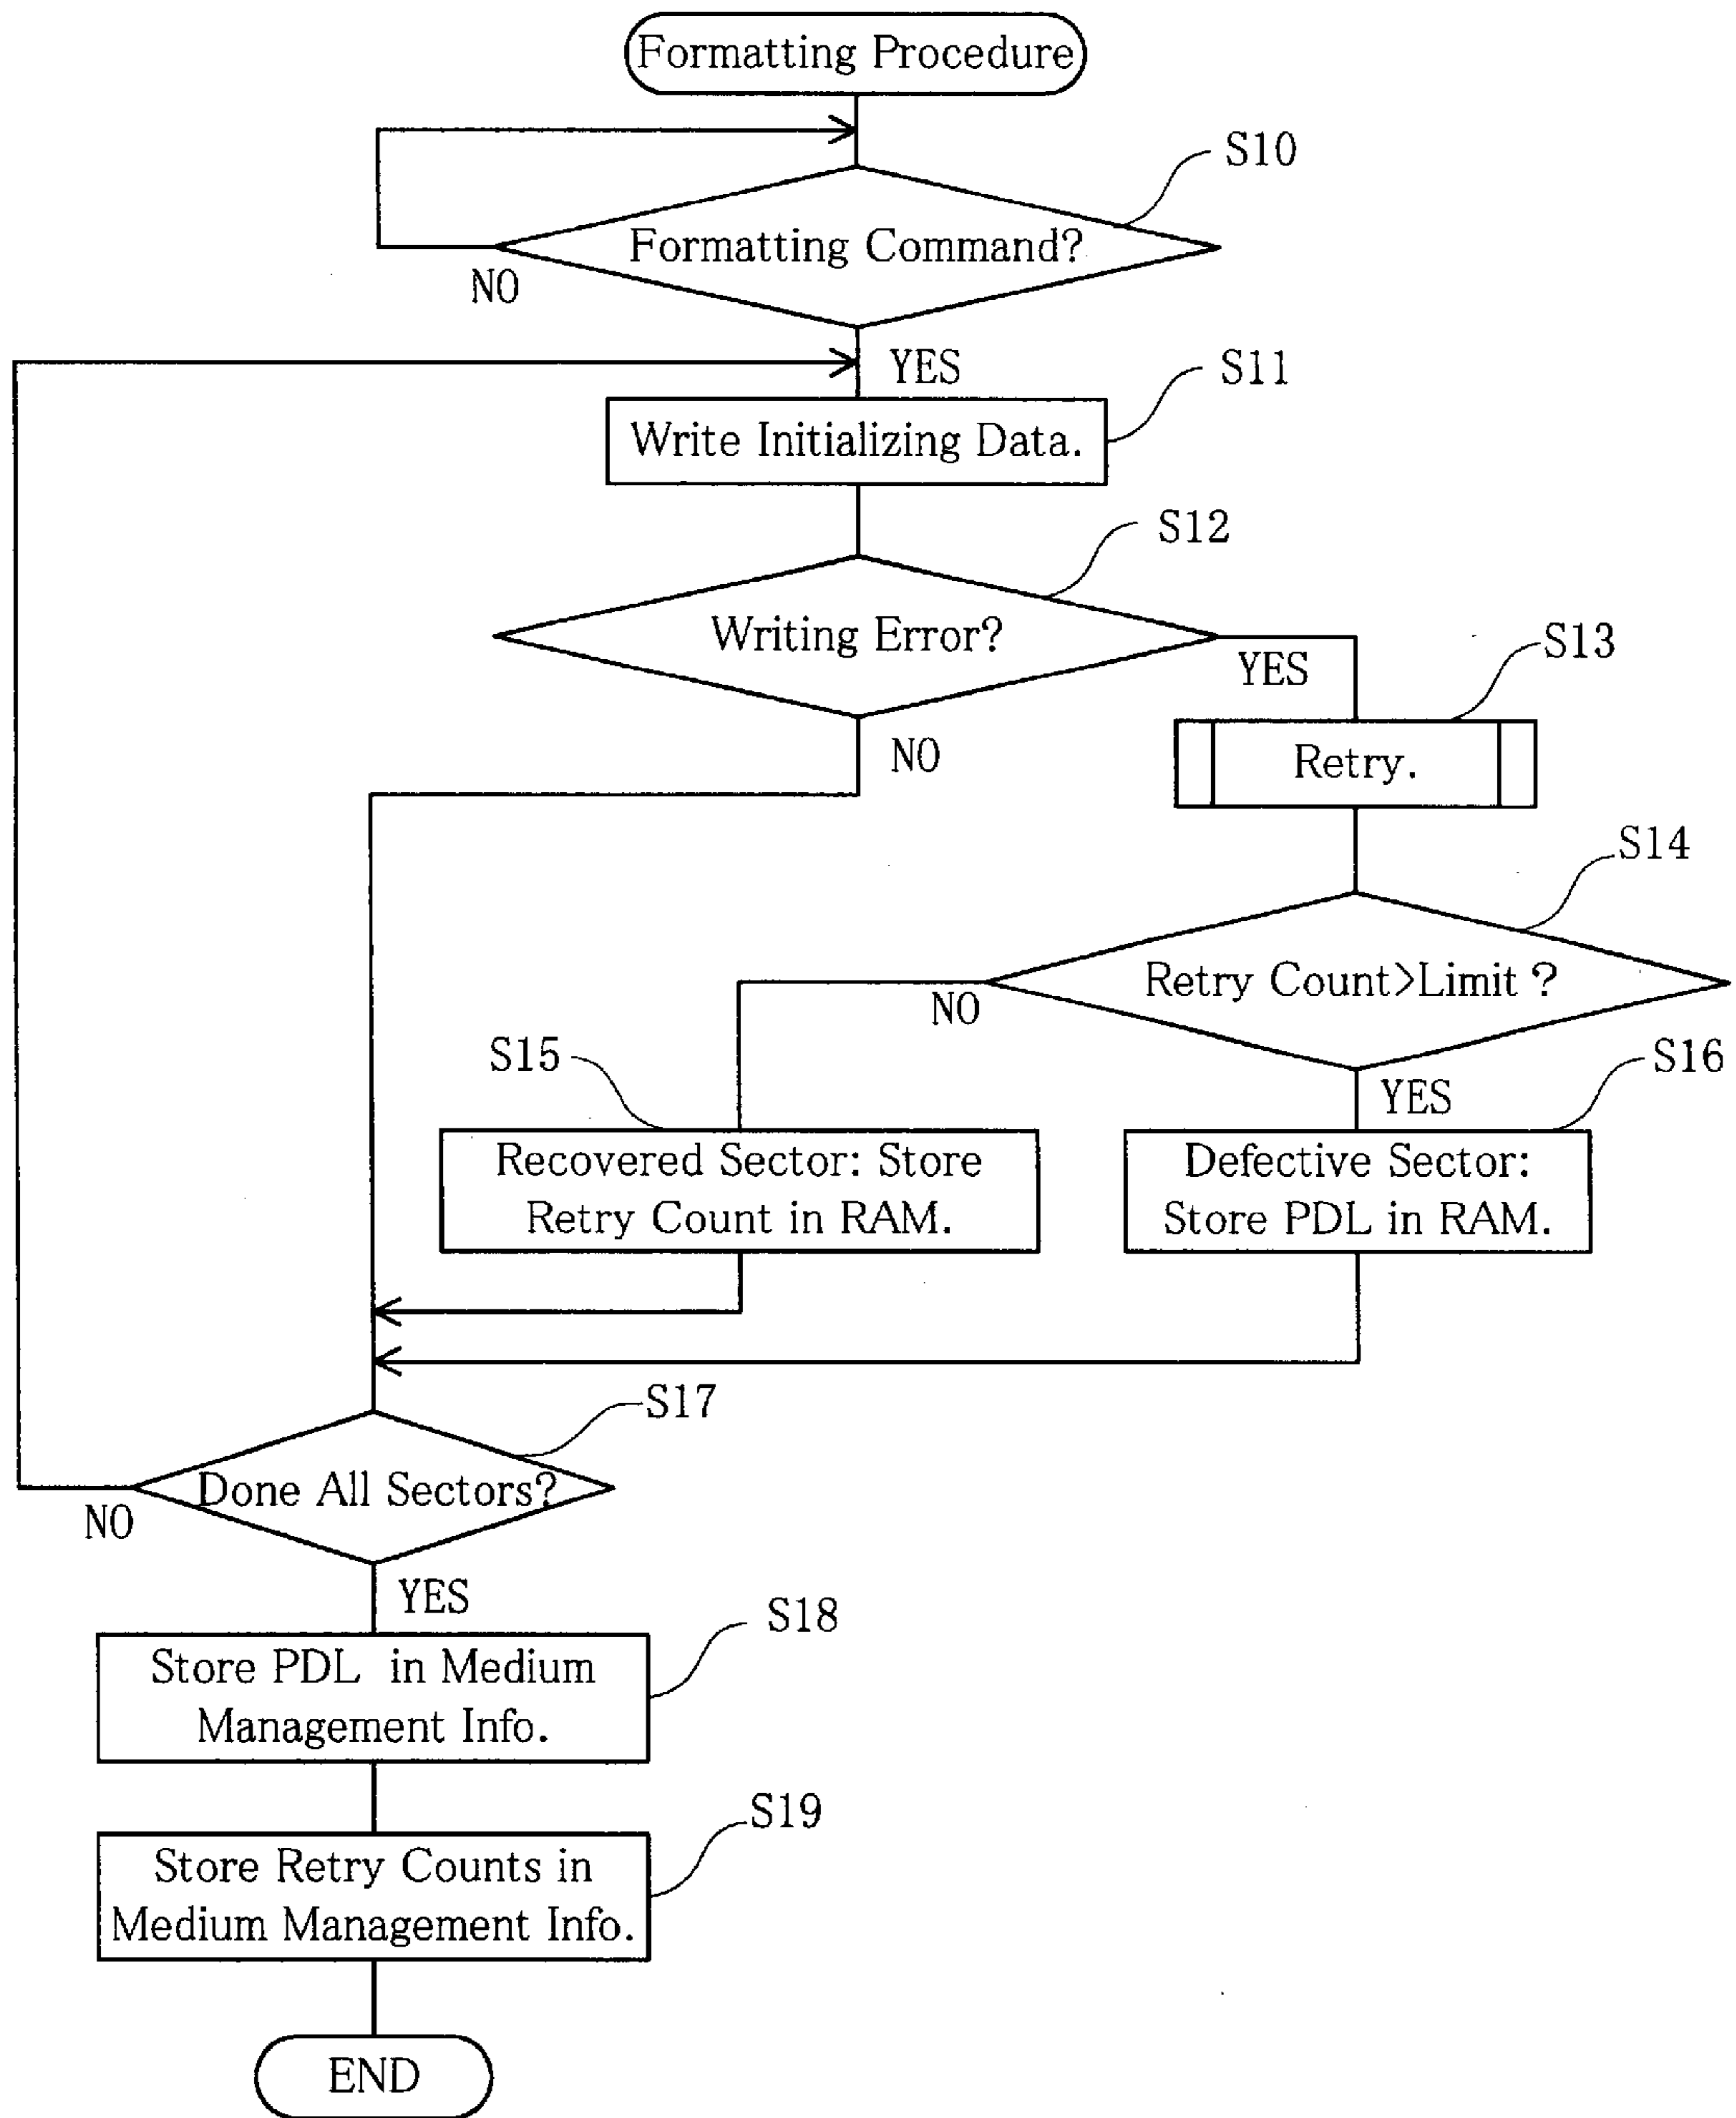 Formatting Procedure
S10
Formatting Command?
NO
YES
S11
Write Initializing Data.
S12
Writing Error?
YES
S13
NO
Retry.
S14
Retry Count>Limit ?
NO
S15
S16
YES
Recovered Sector: Store
Retry Count in RAM.
Defective Sector:
Store PDL in RAM.
S17
Done All Sectors?
NO
YES
S18
Store PDL in Medium
Management Info.
S19
Store Retry Counts in
Medium Management Info.
END